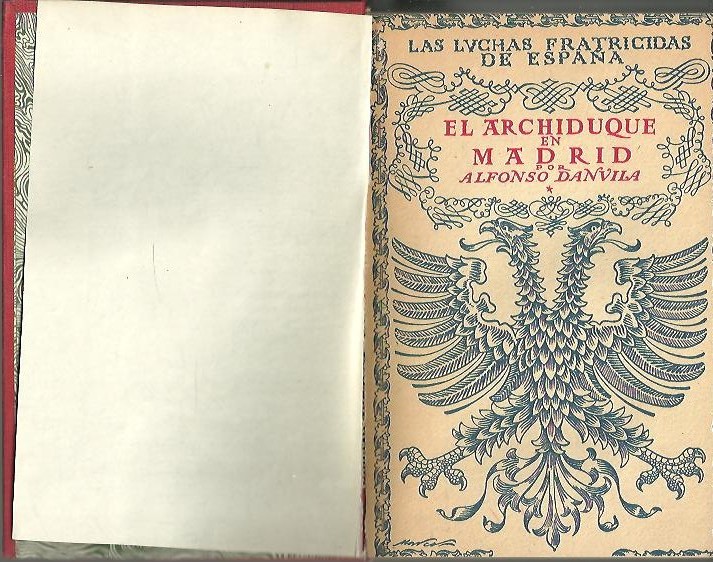 LAS LVCHAS FRATRICIDAS
DE ESPAÑA
EL ARCHIDUQUE
EN
MADRID
POR
ALFONSO DANVILA